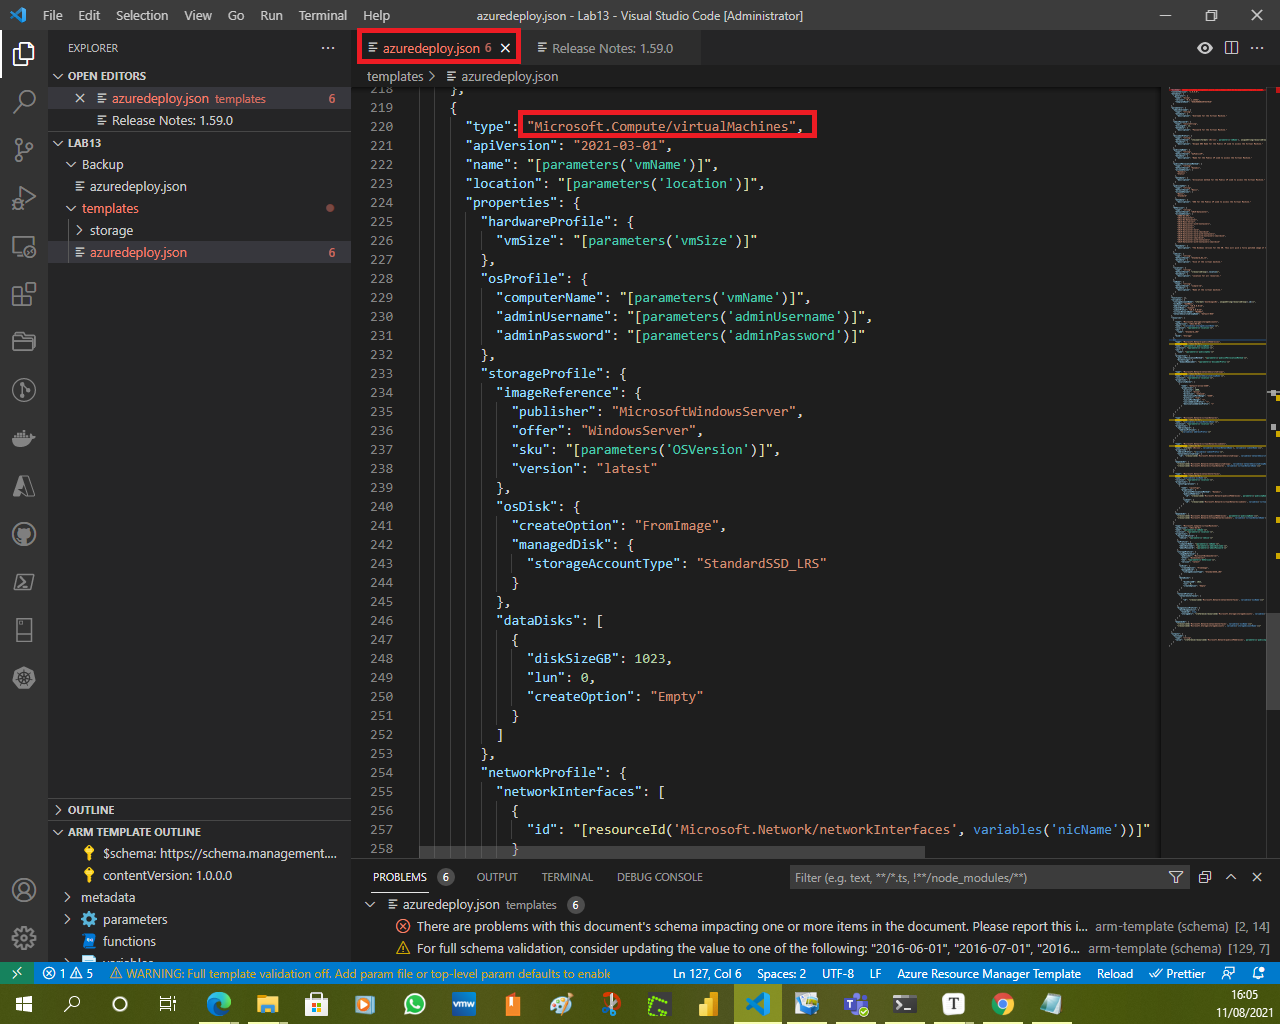 File Edit Selection View Go Run Terminal Help azuredeploy.json - Lab13 - Visual Studio Code [Administrator]
EXPLORER
azuredeploy.json 6
Release Notes: 1.59.0
OPEN EDITORS
azuredeploy.json templates 6
Release Notes: 1.59.0
LAB13
Backup
azuredeploy.json
templates
storage
azuredeploy.json 6
OUTLINE
ARM TEMPLATE OUTLINE
$schema: https://schema.management....
contentVersion: 1.0.0.0
metadata
parameters
functions
variables
templates > azuredeploy.json
218 },
219 {
220 "type": "Microsoft.Compute/virtualMachines",
221 "apiVersion": "2021-03-01",
222 "name": "[parameters('vmName')]",
223 "location": "[parameters('location')]",
224 "properties": {
225 "hardwareProfile": {
226 "vmSize": "[parameters('vmSize')]"
227 },
228 "osProfile": {
229 "computerName": "[parameters('vmName')]",
230 "adminUsername": "[parameters('adminUsername')]",
231 "adminPassword": "[parameters('adminPassword')]"
232 },
233 "storageProfile": {
234 "imageReference": {
235 "publisher": "MicrosoftWindowsServer",
236 "offer": "WindowsServer",
237 "sku": "[parameters('OSVersion')]",
238 "version": "latest"
239 },
240 "osDisk": {
241 "createOption": "FromImage",
242 "managedDisk": {
243 "storageAccountType": "StandardSSD_LRS"
244 }
245 },
246 "dataDisks": [
247 {
248 "diskSizeGB": 1023,
249 "lun": 0,
250 "createOption": "Empty"
251 }
252 ]
253 },
254 "networkProfile": {
255 "networkInterfaces": [
256 {
257 "id": "[resourceId('Microsoft.Network/networkInterfaces', variables('nicName'))]"
258 }
PROBLEMS 6 OUTPUT TERMINAL DEBUG CONSOLE Filter (e.g. text, **/*.ts, !**/node_modules/**)
azuredeploy.json templates 6
There are problems with this document's schema impacting one or more items in the document. Please report this i... arm-template (schema) [2, 14]
For full schema validation, consider updating the value to one of the following: "2016-06-01", "2016-07-01", "2016... arm-template (schema) [129, 7]
1 5 WARNING: Full template validation off. Add param file or top-level param defaults to enable Ln 127, Col 6 Spaces: 2 UTF-8 LF Azure Resource Manager Template Reload Prettier
vmw
T
16:05
11/08/2021